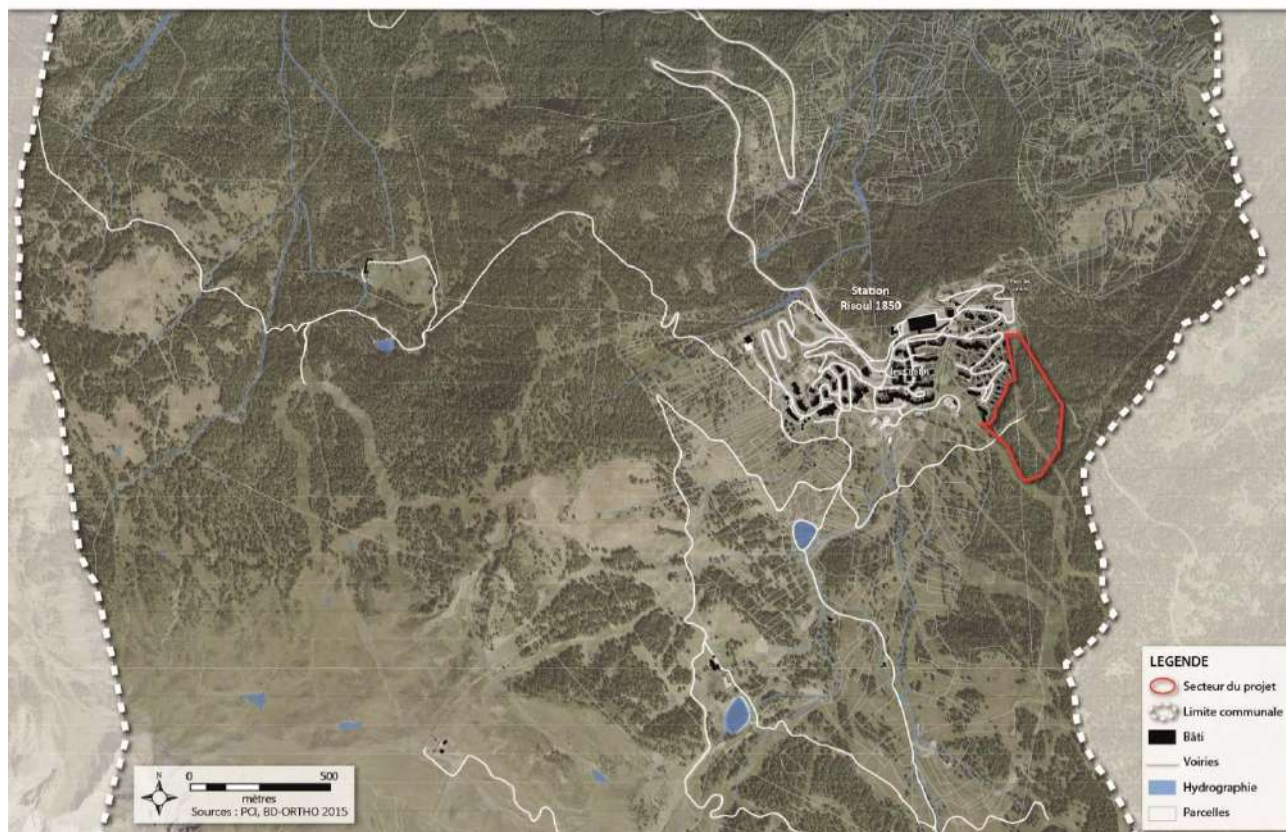 Station
Risoul 1850
LEGENDE
Secteur du projet
Limite communale
Bâti
Voiries
Hydrographie
Parcelles
N
0 500
mètres
Sources : PCI, BD-ORTHO 2015